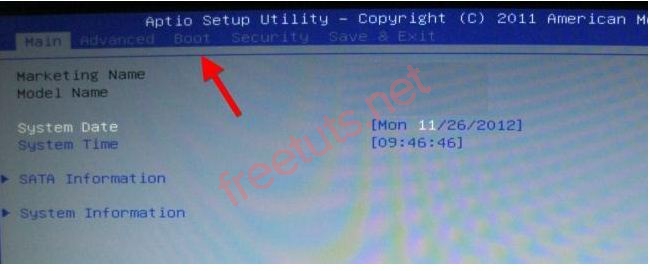 Aptio Setup Utility – Copyright (C) 2011 American
Main Advanced Boot Security Save & Exit
Marketing Name
Model Name
System Date [Mon 11/26/2012]
System Time [09:46:46]
SATA Information
System Information
freetuts.net